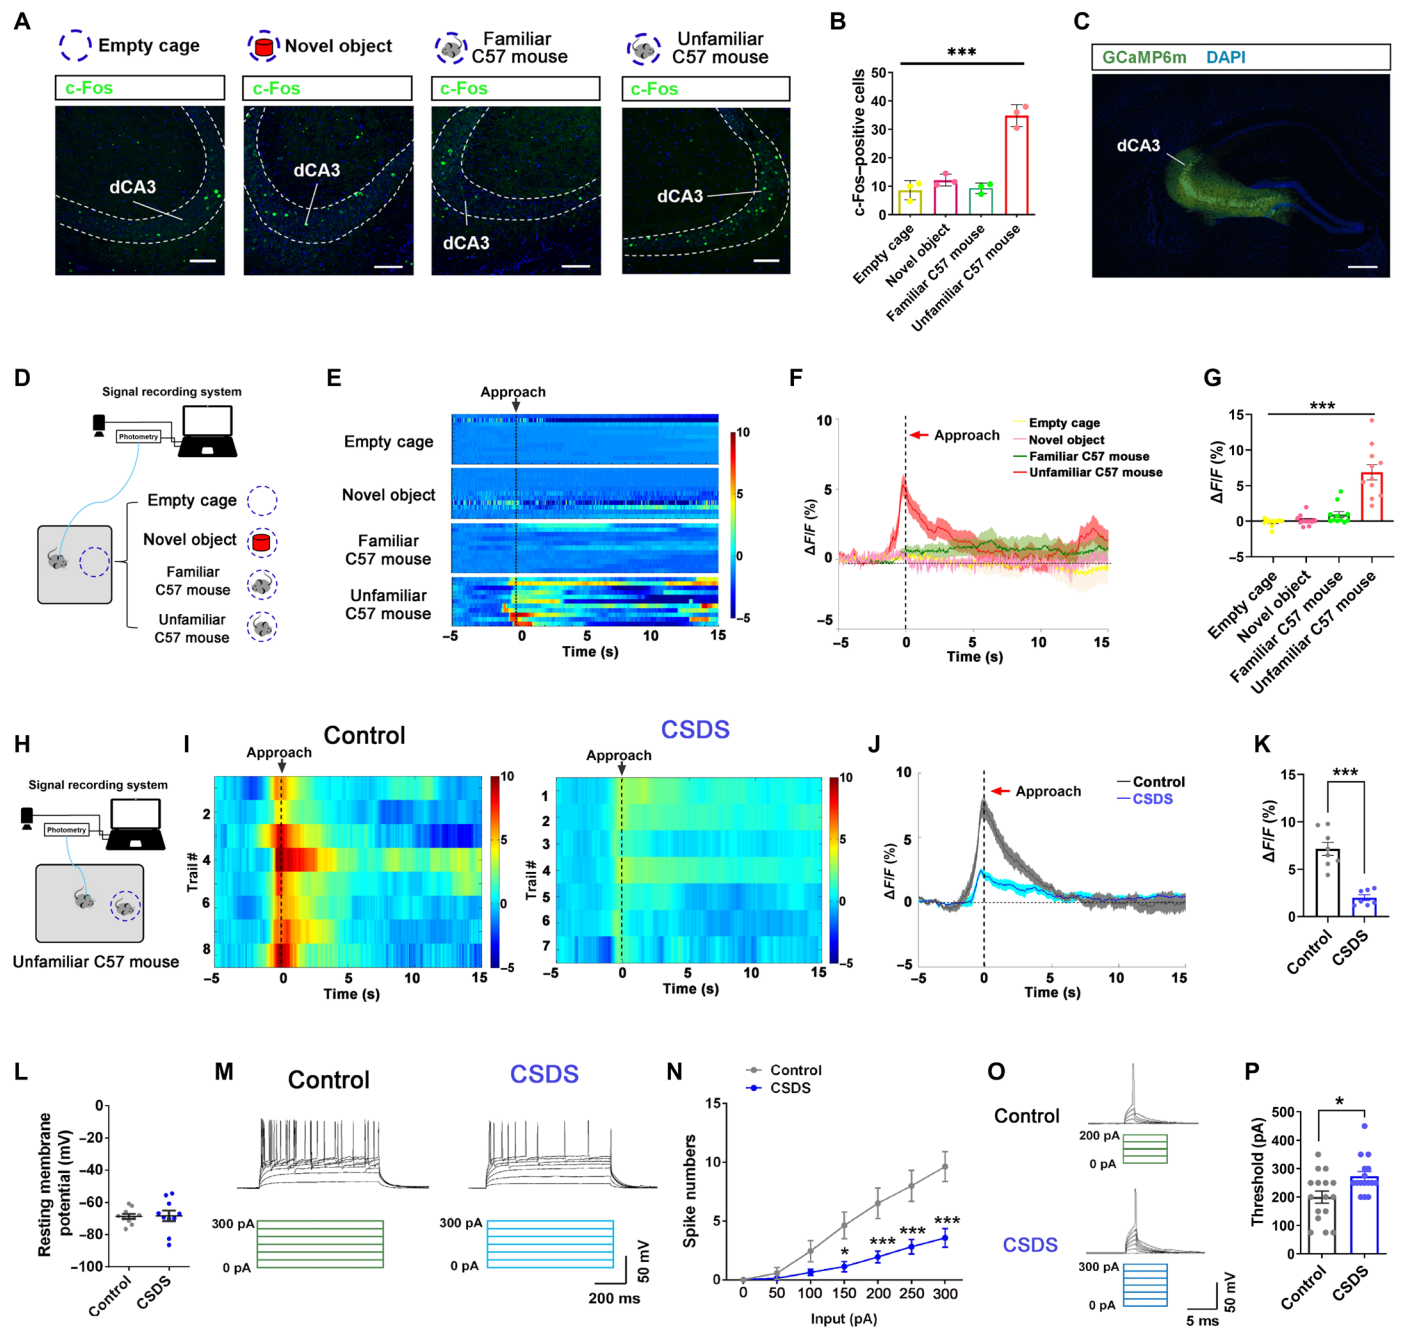 A
Empty cage
Novel object
Familiar
C57 mouse
Unfamiliar
C57 mouse
c-Fos
c-Fos
c-Fos
c-Fos
dCA3
dCA3
dCA3
dCA3
B
***
c-Fos–positive cells
50
40
30
20
10
0
Empty cage
Novel object
Familiar C57 mouse
Unfamiliar C57 mouse
C
GCaMP6m DAPI
dCA3
D
Signal recording system
Photometry
Empty cage
Novel object
Familiar
C57 mouse
Unfamiliar
C57 mouse
E
Approach
Empty cage
Novel object
Familiar
C57 mouse
Unfamiliar
C57 mouse
10
5
0
–5
–5 0 5 10 15
Time (s)
F
10
5
0
–5
ΔF/F (%)
Approach
Empty cage
Novel object
Familiar C57 mouse
Unfamiliar C57 mouse
–5 0 5 10 15
Time (s)
G
***
ΔF/F (%)
15
10
5
0
–5
Empty cage
Novel object
Familiar C57 mouse
Unfamiliar C57 mouse
H
Signal recording system
Photometry
Unfamiliar C57 mouse
I
Control
Approach
Trail #
2
4
6
8
–5 0 5 10 15
Time (s)
10
5
0
–5
CSDS
Approach
Trail #
1
2
3
4
5
6
7
–5 0 5 10 15
Time (s)
10
5
0
–5
J
10
5
0
–5
ΔF/F (%)
Approach
Control
CSDS
–5 0 5 10 15
Time (s)
K
***
ΔF/F (%)
15
10
5
0
Control
CSDS
L
Resting membrane
potential (mV)
0
–20
–40
–60
–80
–100
Control
CSDS
M
Control
CSDS
300 pA
0 pA
300 pA
0 pA
50 mV
200 ms
N
Control
CSDS
Spike numbers
15
10
5
0
* *** *** ***
0 50 100 150 200 250 300
Input (pA)
O
Control
200 pA
0 pA
CSDS
300 pA
0 pA
50 mV
5 ms
P
*
Threshold (pA)
500
400
300
200
100
0
Control
CSDS